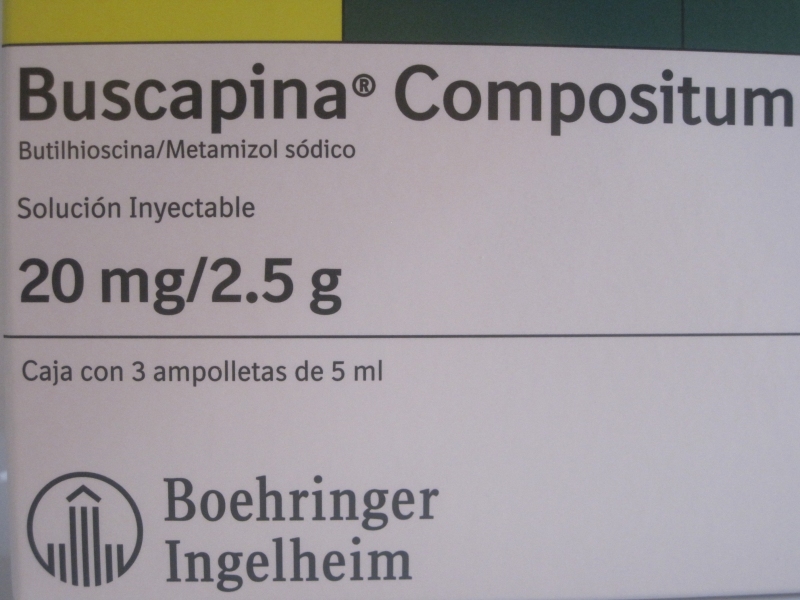 Buscapina® Compositum
Butilhioscina/Metamizol sódico
Solución Inyectable
20 mg/2.5 g
Caja con 3 ampolletas de 5 ml
Boehringer
Ingelheim